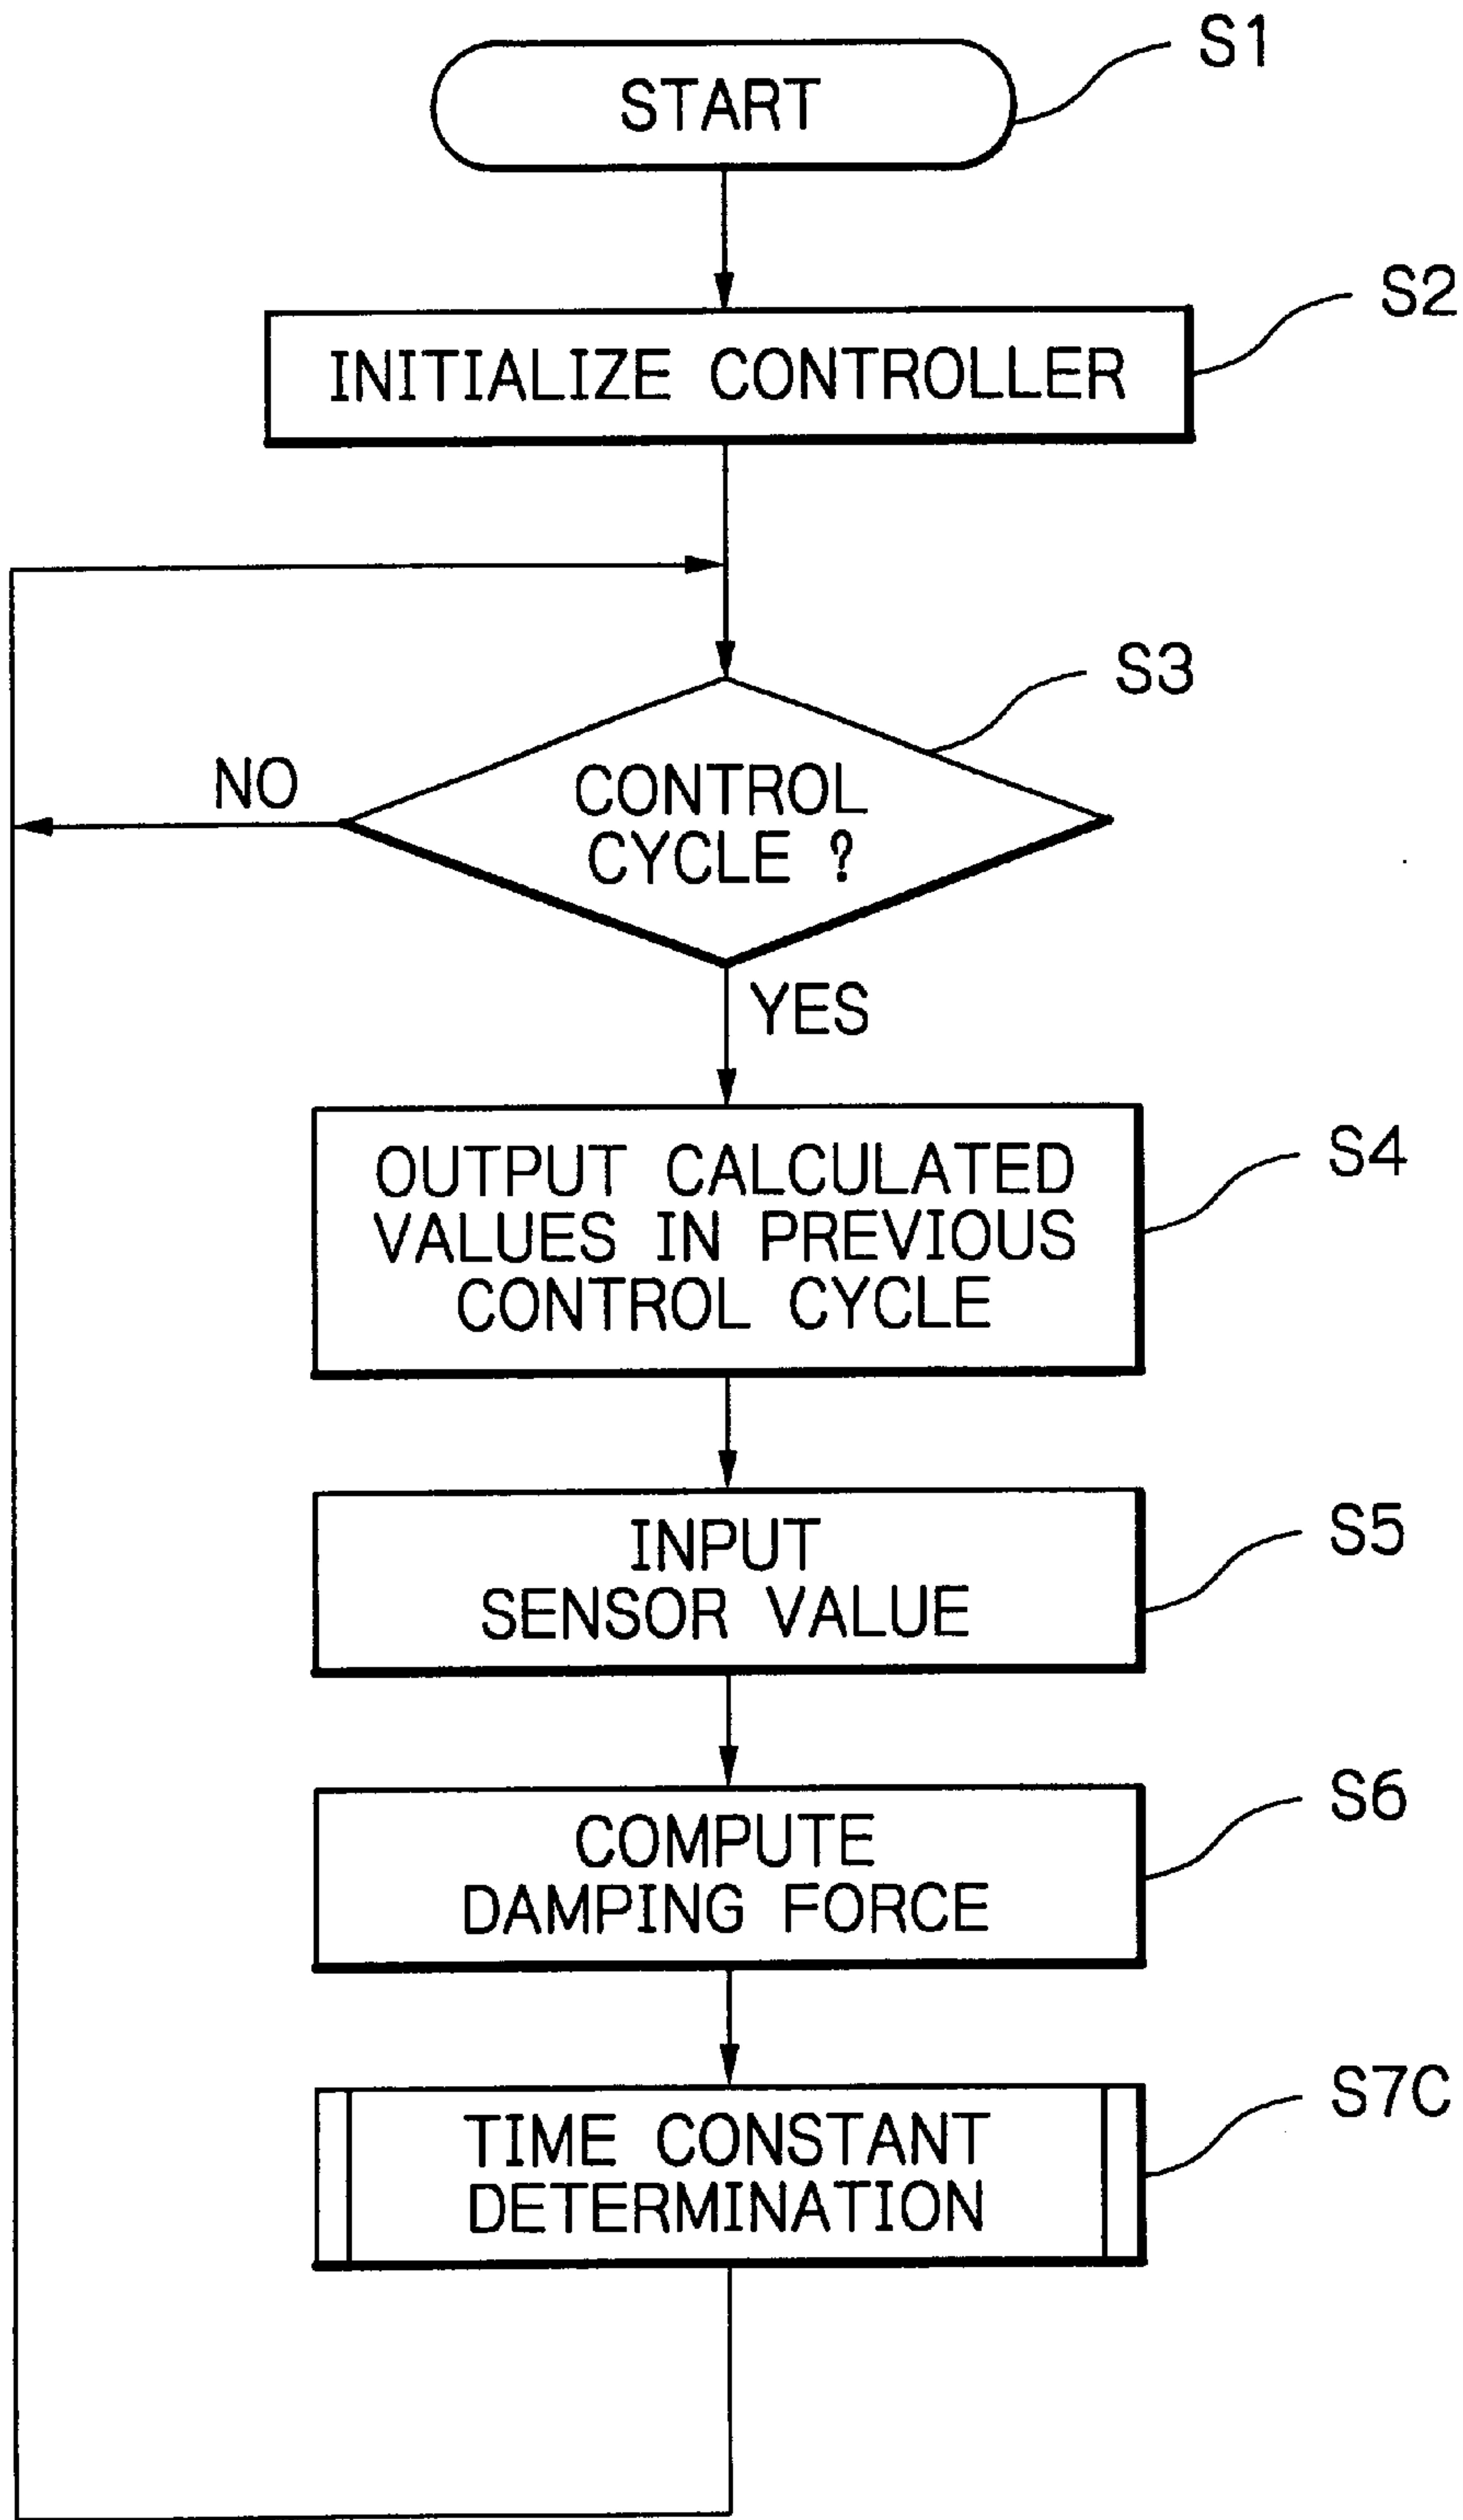 START
S1
INITIALIZE CONTROLLER
S2
S3
NO
CONTROL
CYCLE ?
YES
OUTPUT CALCULATED
VALUES IN PREVIOUS
CONTROL CYCLE
S4
INPUT
SENSOR VALUE
S5
COMPUTE
DAMPING FORCE
S6
TIME CONSTANT
DETERMINATION
S7C